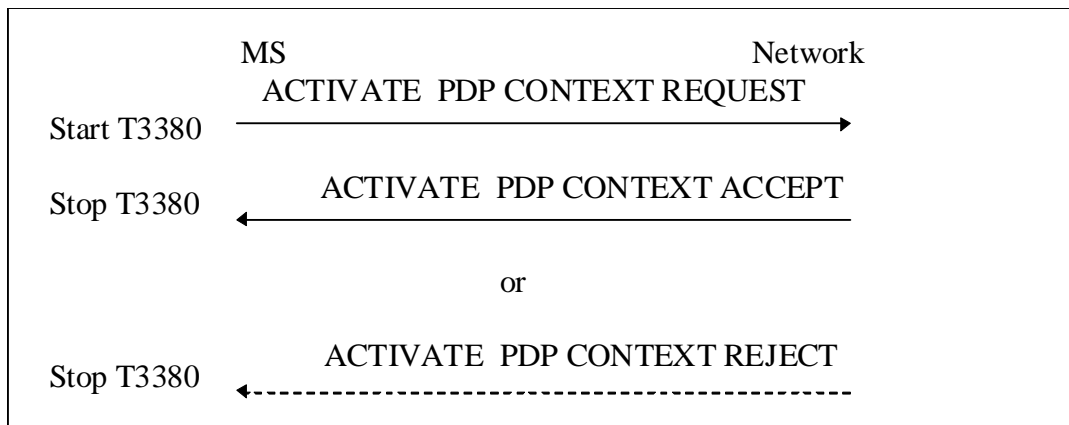 MS Network
ACTIVATE PDP CONTEXT REQUEST
Start T3380
ACTIVATE PDP CONTEXT ACCEPT
Stop T3380
or
ACTIVATE PDP CONTEXT REJECT
Stop T3380